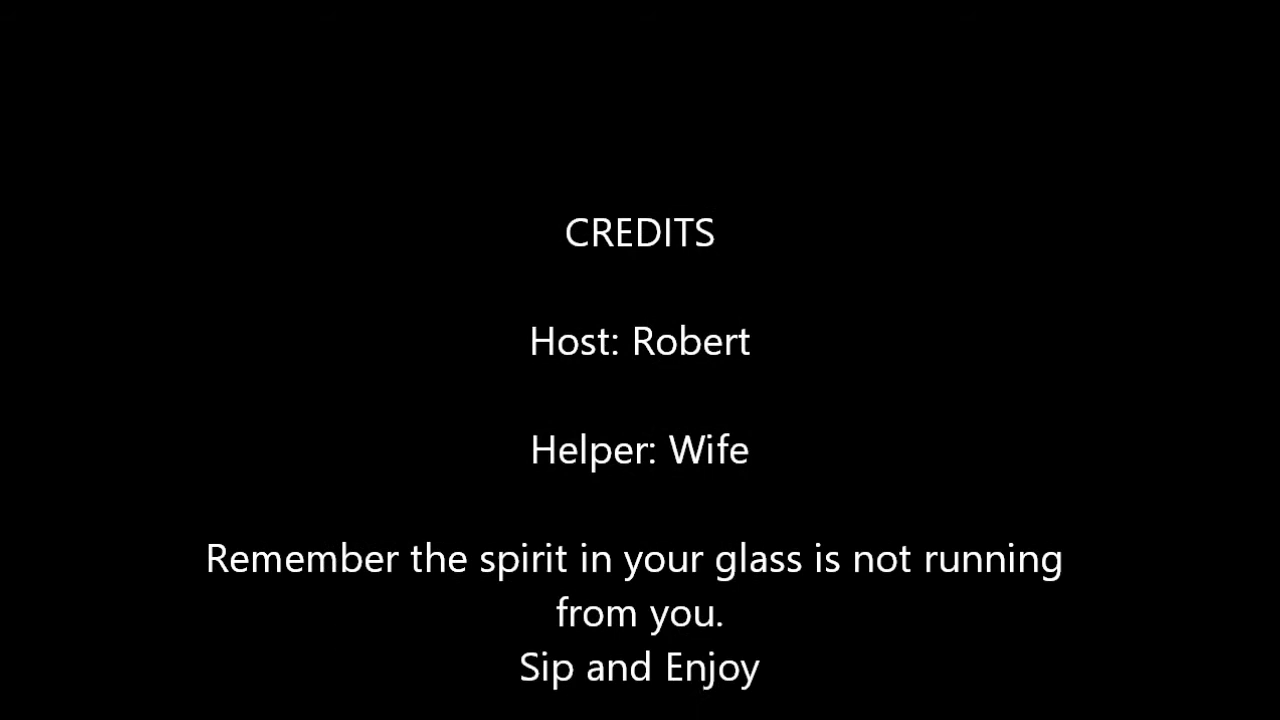 CREDITS
Host: Robert
Helper: Wife
Remember the spirit in your glass is not running
from you.
Sip and Enjoy